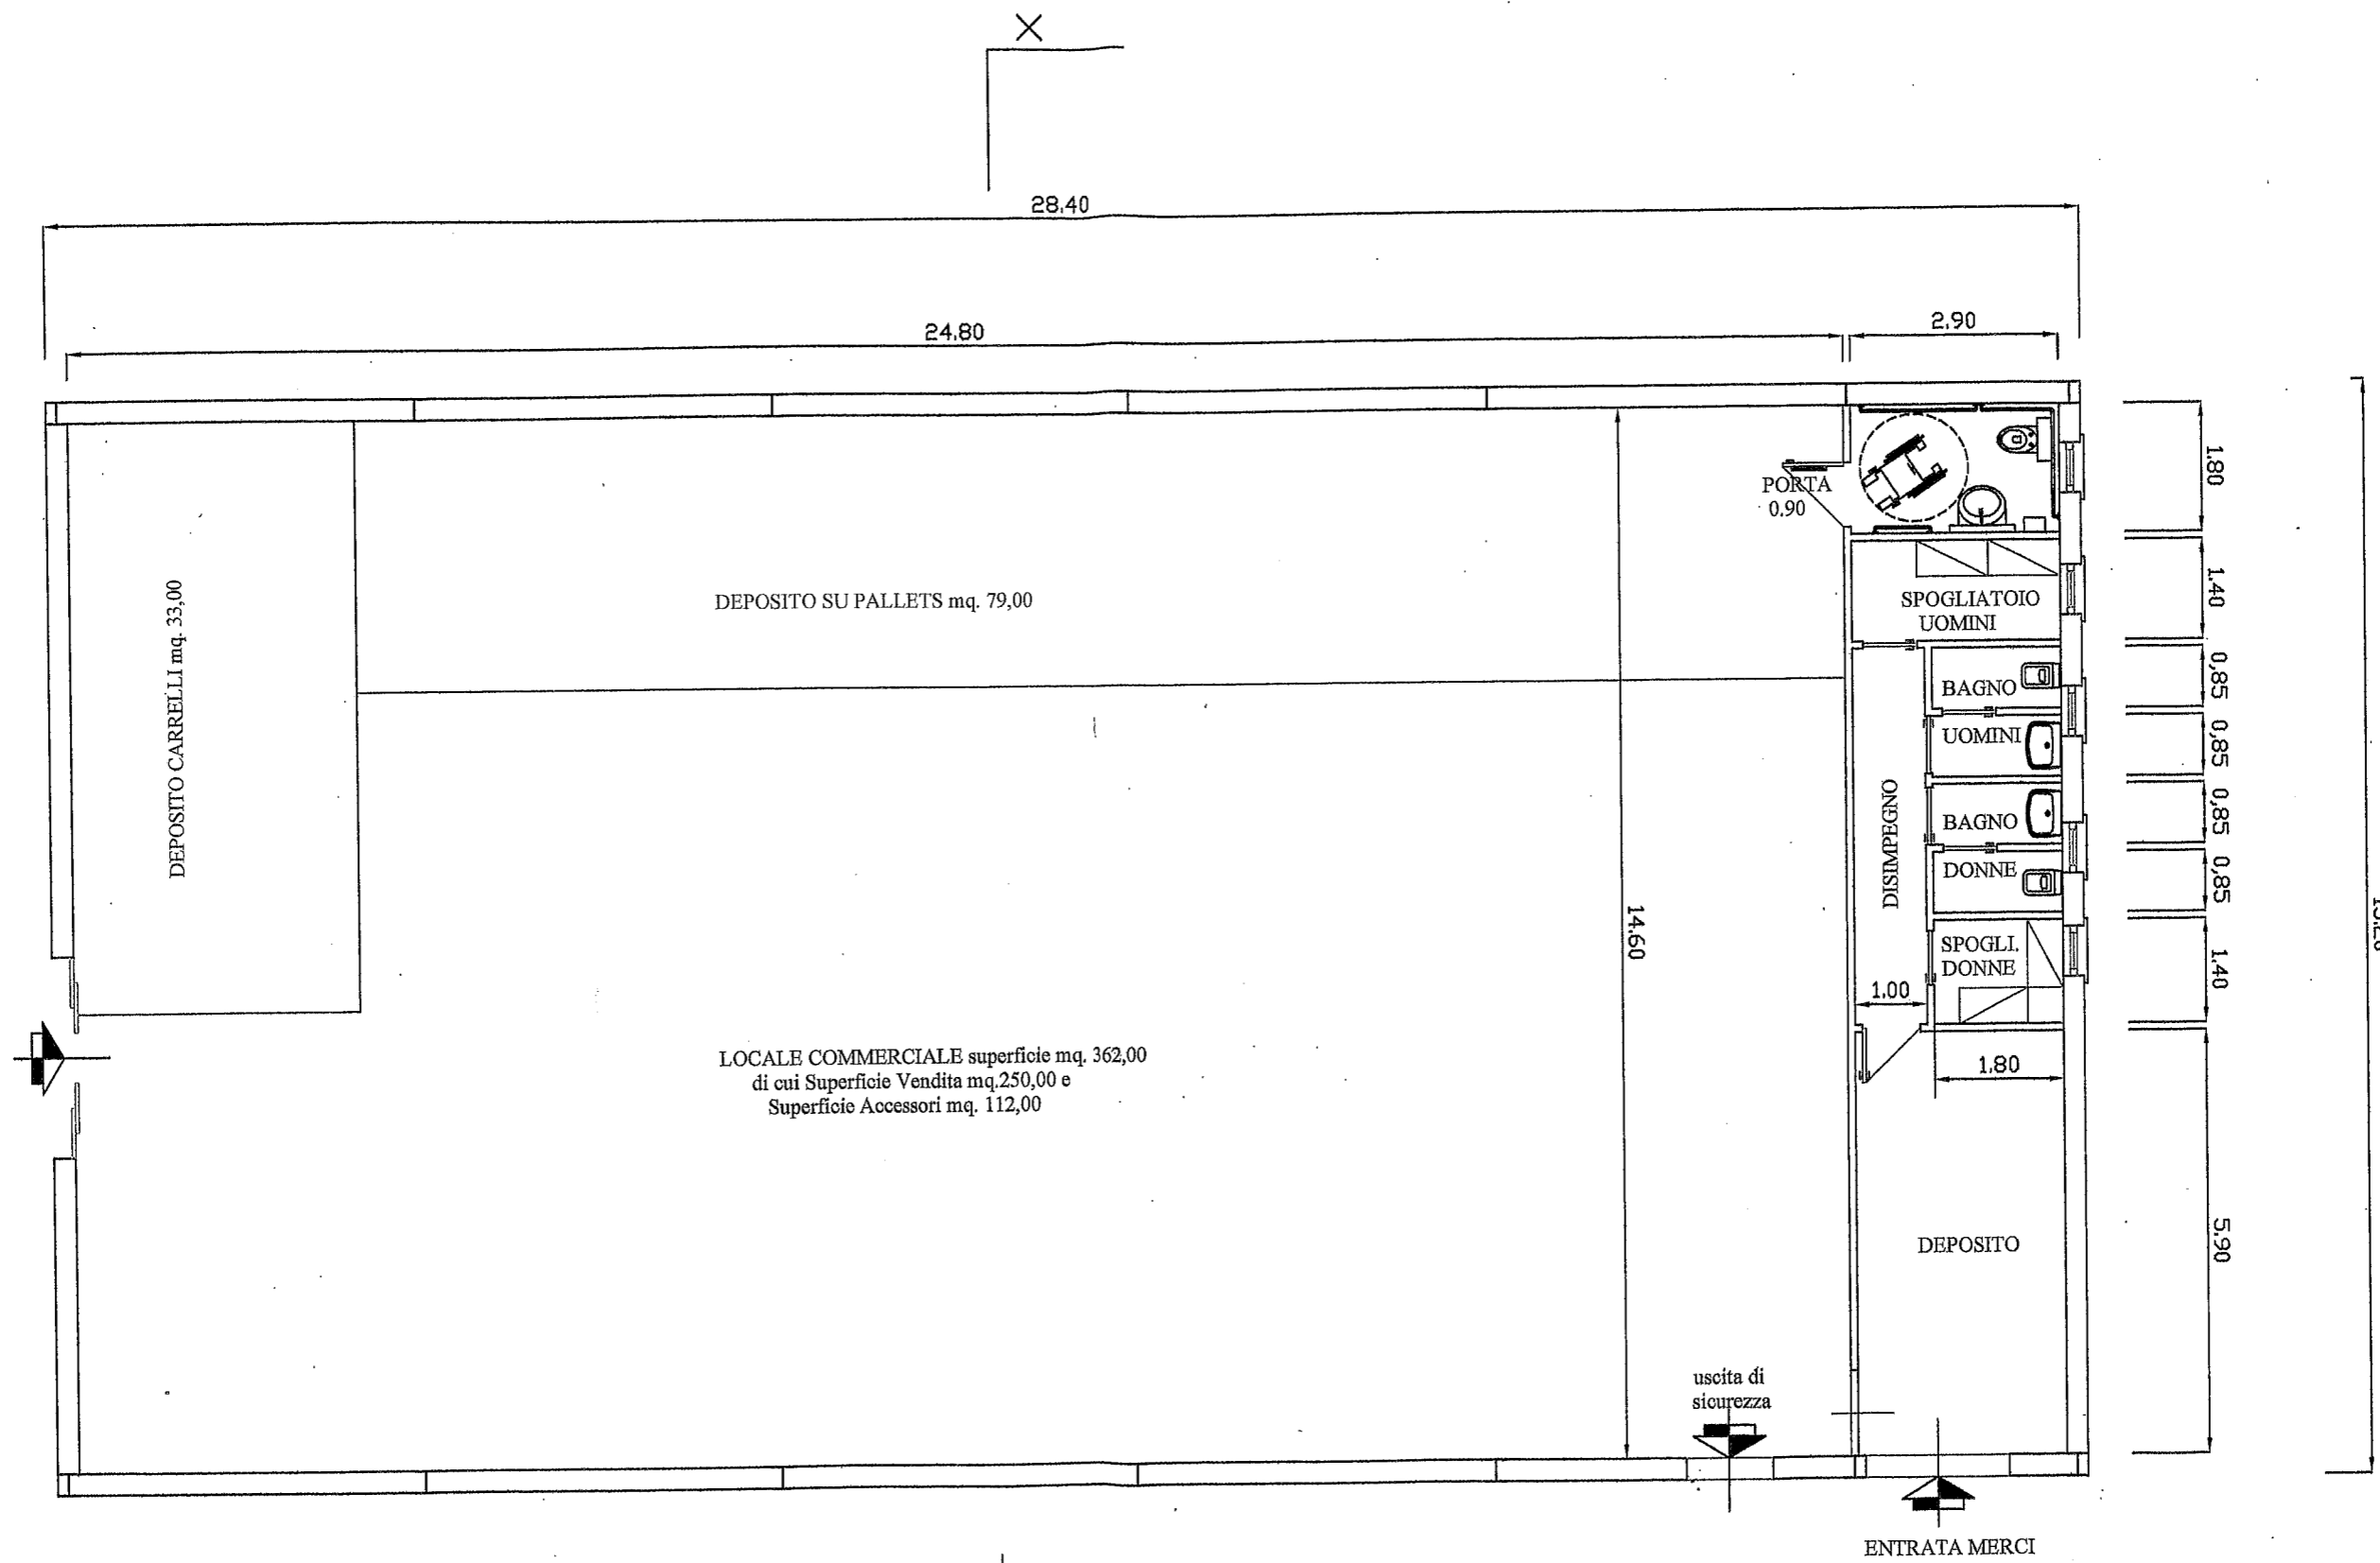 X
28.40
24.80
2.90
1.80
PORTA
0.90
DEPOSITO CARRELLI mq. 33,00
DEPOSITO SU PALLETS mq. 79,00
SPOGLIATOIO
UOMINI
1.40
BAGNO
0,85
UOMINI
0,85
DISIMPEGNO
BAGNO
0,85
DONNE
0,85
14.60
SPOGLI.
DONNE
1.40
1.00
LOCALE COMMERCIALE superficie mq. 362,00
di cui Superficie Vendita mq.250,00 e
Superficie Accessori mq. 112,00
1.80
DEPOSITO
5.90
uscita di
sicurezza
ENTRATA MERCI